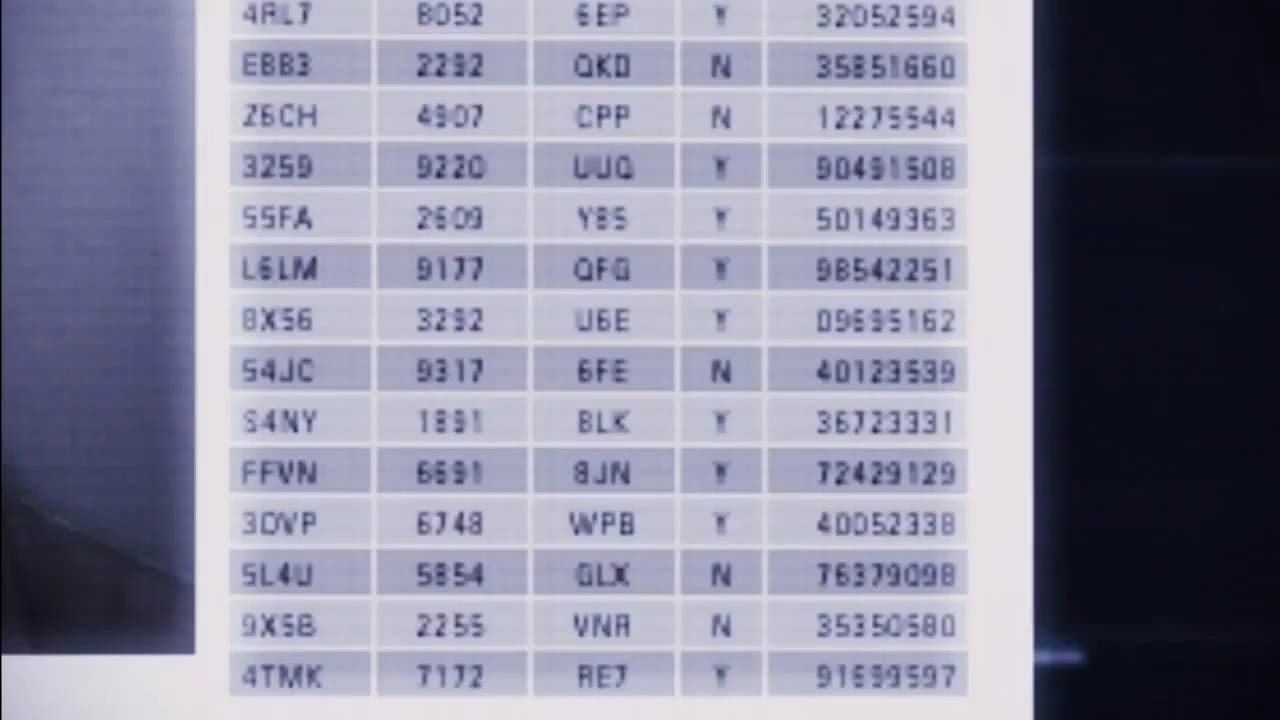 4RL7 8052 6EP Y 32052594
EBB3 2292 QKD N 35851660
Z6CH 4907 CPP N 12275544
3259 9220 UUQ Y 90491508
55FA 2609 Y85 Y 50149363
L6LM 9177 QFG Y 98542251
8X56 3292 U6E Y 09695162
54JC 9317 6FE N 40123539
S4NY 1891 BLK Y 36723331
FFVN 6691 8JN Y 72429129
3DVP 6748 WPB Y 40052338
5L4U 5854 GLX N 76379098
9X5B 2255 VNR N 35350580
4TMK 7172 RE7 Y 91699597